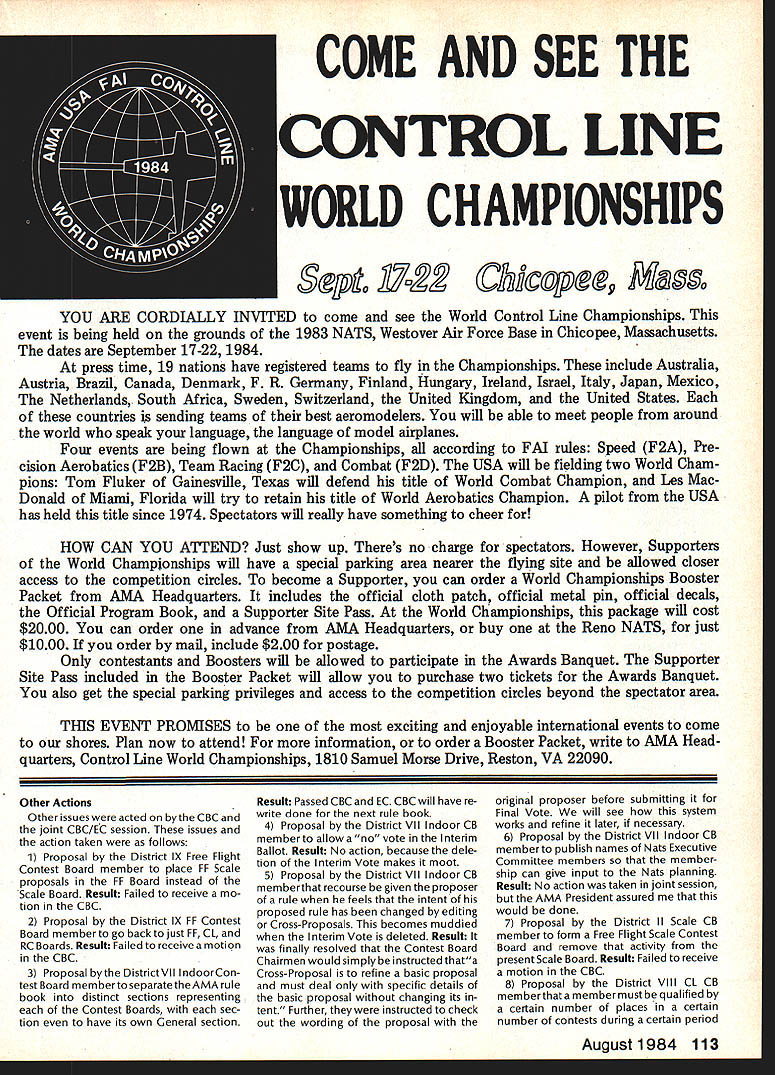 AMA USA FAI CONTROL LINE
1984
WORLD CHAMPIONSHIPS
COME AND SEE THE
CONTROL LINE
WORLD CHAMPIONSHIPS
Sept. 17-22 Chicopee, Mass.
YOU ARE CORDIALLY INVITED to come and see the World Control Line Championships. This
event is being held on the grounds of the 1983 NATS, Westover Air Force Base in Chicopee, Massachusetts.
The dates are September 17-22, 1984.
At press time, 19 nations have registered teams to fly in the Championships. These include Australia,
Austria, Brazil, Canada, Denmark, F. R. Germany, Finland, Hungary, Ireland, Israel, Italy, Japan, Mexico,
The Netherlands, South Africa, Sweden, Switzerland, the United Kingdom, and the United States. Each
of these countries is sending teams of their best aeromodelers. You will be able to meet people from around
the world who speak your language, the language of model airplanes.
Four events are being flown at the Championships, all according to FAI rules: Speed (F2A), Pre-
cision Aerobatics (F2B), Team Racing (F2C), and Combat (F2D). The USA will be fielding two World Cham-
pions: Tom Fluker of Gainesville, Texas will defend his title of World Combat Champion, and Les Mac-
Donald of Miami, Florida will try to retain his title of World Aerobatics Champion. A pilot from the USA
has held this title since 1974. Spectators will really have something to cheer for!
HOW CAN YOU ATTEND? Just show up. There's no charge for spectators. However, Supporters
of the World Championships will have a special parking area nearer the flying site and be allowed closer
access to the competition circles. To become a Supporter, you can order a World Championships Booster
Packet from AMA Headquarters. It includes the official cloth patch, official metal pin, official decals,
the Official Program Book, and a Supporter Site Pass. At the World Championships, this package will cost
$20.00. You can order one in advance from AMA Headquarters, or buy one at the Reno NATS, for just
$10.00. If you order by mail, include $2.00 for postage.
Only contestants and Boosters will be allowed to participate in the Awards Banquet. The Supporter
Site Pass included in the Booster Packet will allow you to purchase two tickets for the Awards Banquet.
You also get the special parking privileges and access to the competition circles beyond the spectator area.
THIS EVENT PROMISES to be one of the most exciting and enjoyable international events to come
to our shores. Plan now to attend! For more information, or to order a Booster Packet, write to AMA Head-
quarters, Control Line World Championships, 1810 Samuel Morse Drive, Reston, VA 22090.
Other Actions
Other issues were acted on by the CBC and
the joint CBC/EC session. These issues and
the action taken were as follows:
1) Proposal by the District IX Free Flight
Contest Board member to place FF Scale
proposals in the FF Board instead of the
Scale Board. Result: Failed to receive a mo-
tion in the CBC.
2) Proposal by the District IX FF Contest
Board member to go back to just FF, CL, and
RC Boards. Result: Failed to receive a motion
in the CBC.
3) Proposal by the District VII Indoor Con-
test Board member to separate the AMA rule
book into distinct sections representing
each of the Contest Boards, with each sec-
tion even to have its own General section.
Result: Passed CBC and EC. CBC will have re-
write done for the next rule book.
4) Proposal by the District VII Indoor CB
member to allow a "no" vote in the Interim
Ballot. Result: No action, because the dele-
tion of the Interim Vote makes it moot.
5) Proposal by the District VII Indoor CB
member that recourse be given the proposer
of a rule when he feels that the intent of his
proposed rule has been changed by editing
or Cross-Proposals. This becomes muddied
when the Interim Vote is deleted. Result: It
was finally resolved that the Contest Board
Chairmen would simply be instructed that "a
Cross-Proposal is to refine a basic proposal
and must deal only with specific details of
the basic proposal without changing its in-
tent." Further, they were instructed to check
out the wording of the proposal with the
original proposer before submitting it for
Final Vote. We will see how this system
works and refine it later, if necessary.
6) Proposal by the District VII Indoor CB
member to publish names of Nats Executive
Committee members so that the member-
ship can give input to the Nats planning.
Result: No action was taken in joint session,
but the AMA President assured me that this
would be done.
7) Proposal by the District II Scale CB
member to form a Free Flight Scale Contest
Board and remove that activity from the
present Scale Board. Result: Failed to receive
a motion in the CBC.
8) Proposal by the District VIII CL CB
member that a member must be qualified by
a certain number of places in a certain
number of contests during a certain period
August 1984 113